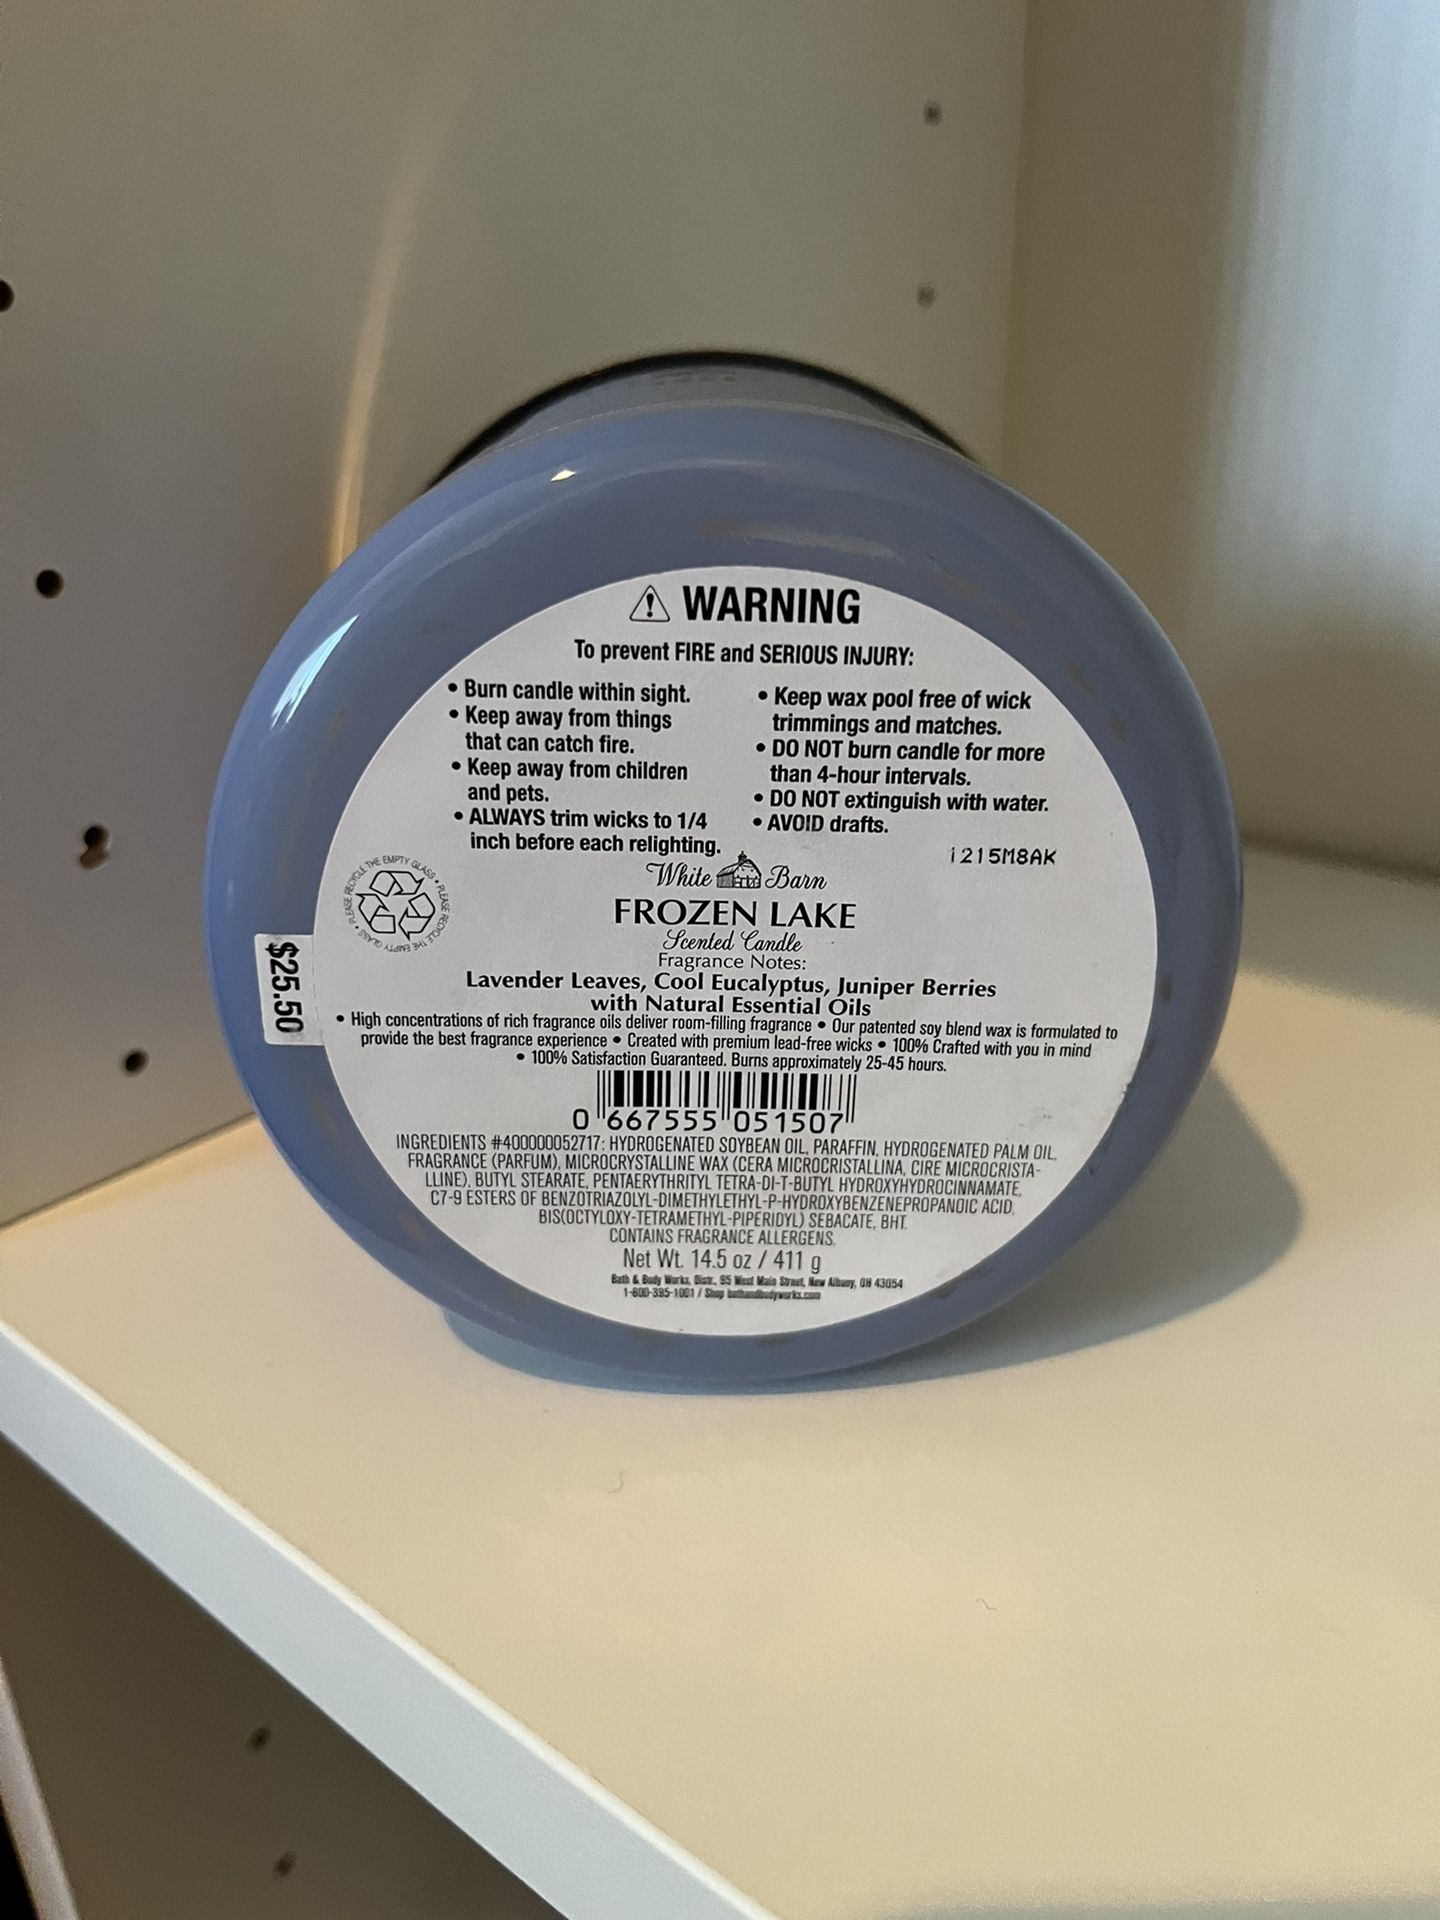 WARNING
To prevent FIRE and SERIOUS INJURY:
• Burn candle within sight.
• Keep away from things
that can catch fire.
• Keep away from children
and pets.
• ALWAYS trim wicks to 1/4
inch before each relighting.
• Keep wax pool free of wick
trimmings and matches.
• DO NOT burn candle for more
than 4-hour intervals.
• DO NOT extinguish with water.
• AVOID drafts.
1215M8AK
PLEASE RECYCLE THE EMPTY GLASS • PLEASE RECYCLE THE EMPTY GLASS •
White Barn
FROZEN LAKE
Scented Candle
Fragrance Notes:
Lavender Leaves, Cool Eucalyptus, Juniper Berries
with Natural Essential Oils
$25.50
• High concentrations of rich fragrance oils deliver room-filling fragrance • Our patented soy blend wax is formulated to
provide the best fragrance experience • Created with premium lead-free wicks • 100% Crafted with you in mind
• 100% Satisfaction Guaranteed. Burns approximately 25-45 hours.
0 667555 051507
INGREDIENTS #400000052717: HYDROGENATED SOYBEAN OIL, PARAFFIN, HYDROGENATED PALM OIL,
FRAGRANCE (PARFUM), MICROCRYSTALLINE WAX (CERA MICROCRISTALLINA, CIRE MICROCRISTA-
LLINE), BUTYL STEARATE, PENTAERYTHRITYL TETRA-DI-T-BUTYL HYDROXYHYDROCINNAMATE,
C7-9 ESTERS OF BENZOTRIAZOLYL-DIMETHYLETHYL-P-HYDROXYBENZENEPROPANOIC ACID,
BIS(OCTYLOXY-TETRAMETHYL-PIPERIDYL) SEBACATE, BHT.
CONTAINS FRAGRANCE ALLERGENS.
Net Wt. 14.5 oz / 411 g
Bath & Body Works, Distr., 95 West Main Street, New Albany, OH 43054
1-800-395-1001 / Shop bathandbodyworks.com